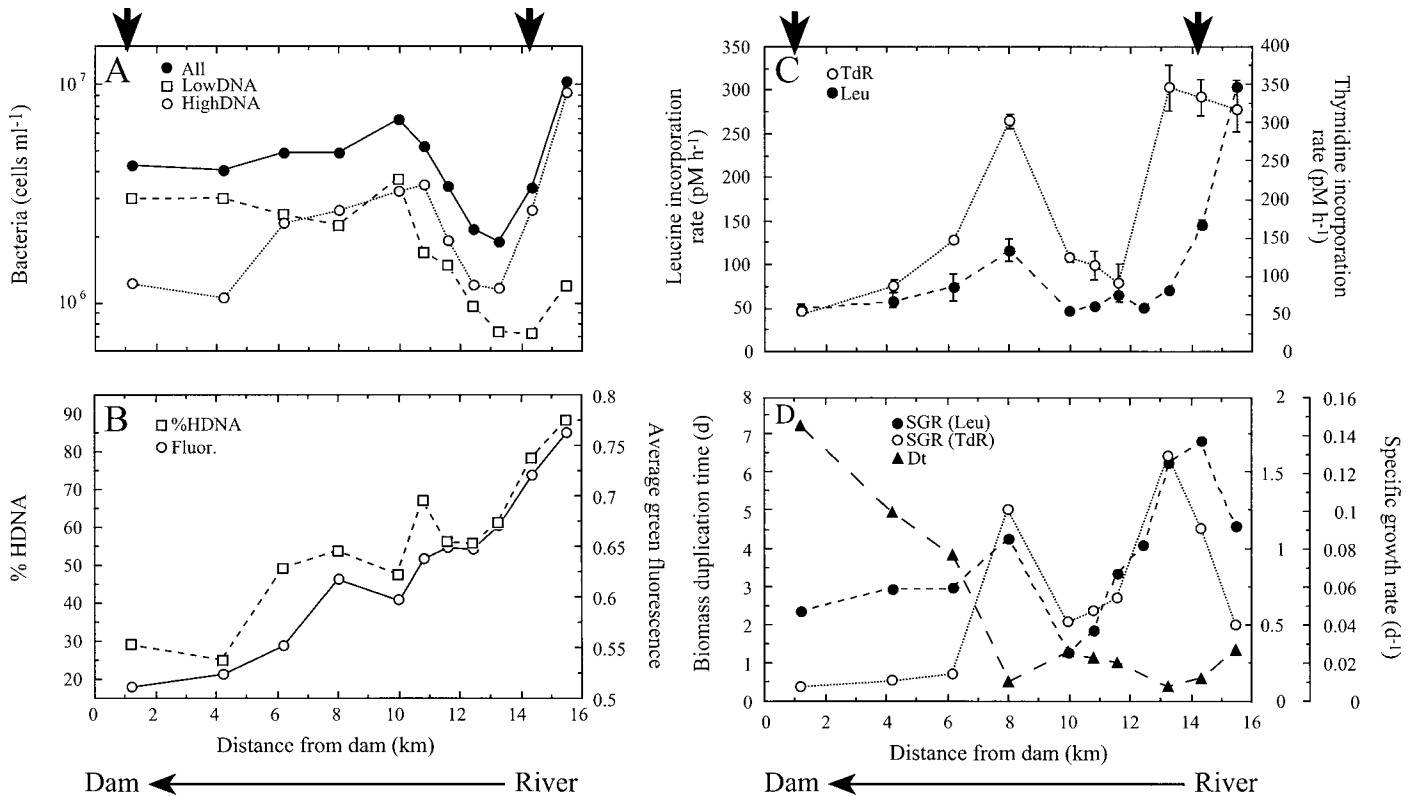 A
All
LowDNA
HighDNA
10⁷
10⁶
Bacteria (cells ml⁻¹)
C
TdR
Leu
350
300
250
200
150
100
50
0
Leucine incorporation
rate (pM h⁻¹)
400
350
300
250
200
150
100
50
0
Thymidine incorporation
rate (pM h⁻¹)
B
%HDNA
Fluor.
90
80
70
60
50
40
30
20
% HDNA
0.8
0.75
0.7
0.65
0.6
0.55
0.5
Average green fluorescence
0 2 4 6 8 10 12 14 16
Distance from dam (km)
Dam River
D
SGR (Leu)
SGR (TdR)
Dt
8
7
6
5
4
3
2
1
0
Biomass duplication time (d)
2
1.5
1
0.5
0
0.16
0.14
0.12
0.1
0.08
0.06
0.04
0.02
0
Specific growth rate (d⁻¹)
0 2 4 6 8 10 12 14 16
Distance from dam (km)
Dam River